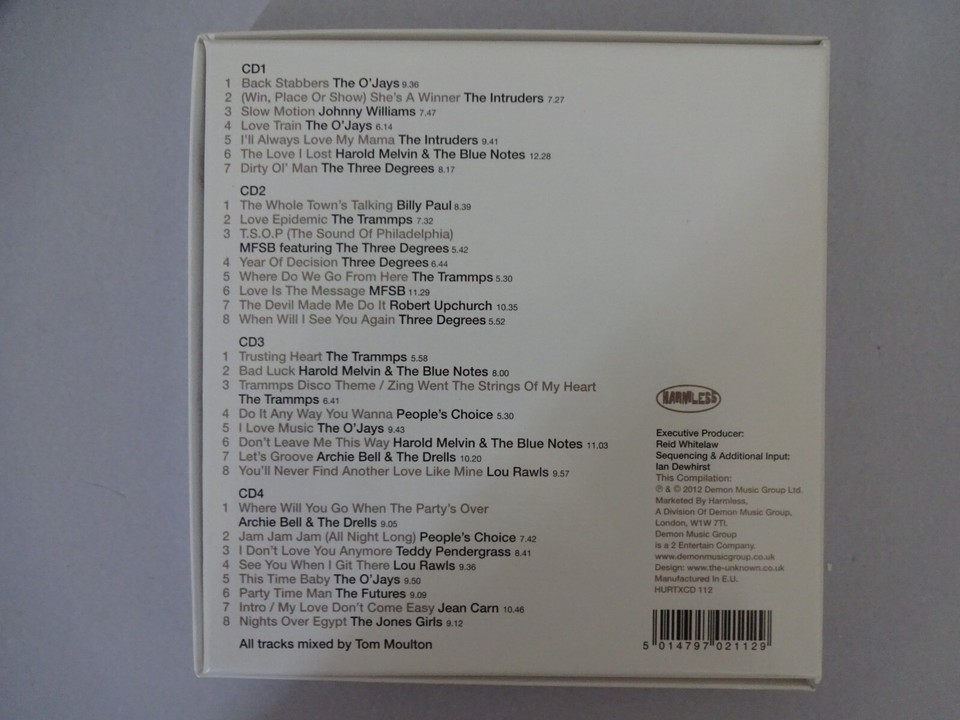 CD1
1 Back Stabbers The O'Jays 9.36
2 (Win, Place Or Show) She's A Winner The Intruders 7.27
3 Slow Motion Johnny Williams 7.47
4 Love Train The O'Jays 6.14
5 I'll Always Love My Mama The Intruders 9.41
6 The Love I Lost Harold Melvin & The Blue Notes 12.28
7 Dirty Ol' Man The Three Degrees 8.17
CD2
1 The Whole Town's Talking Billy Paul 8.39
2 Love Epidemic The Trammps 7.32
3 T.S.O.P (The Sound Of Philadelphia)
MFSB featuring The Three Degrees 5.42
4 Year Of Decision Three Degrees 6.44
5 Where Do We Go From Here The Trammps 5.30
6 Love Is The Message MFSB 11.29
7 The Devil Made Me Do It Robert Upchurch 10.35
8 When Will I See You Again Three Degrees 5.52
CD3
1 Trusting Heart The Trammps 5.58
2 Bad Luck Harold Melvin & The Blue Notes 8.00
3 Trammps Disco Theme / Zing Went The Strings Of My Heart
The Trammps 6.41
4 Do It Any Way You Wanna People's Choice 5.30
5 I Love Music The O'Jays 9.43
6 Don't Leave Me This Way Harold Melvin & The Blue Notes 11.03
7 Let's Groove Archie Bell & The Drells 10.20
8 You'll Never Find Another Love Like Mine Lou Rawls 9.57
CD4
1 Where Will You Go When The Party's Over
Archie Bell & The Drells 9.05
2 Jam Jam Jam (All Night Long) People's Choice 7.42
3 I Don't Love You Anymore Teddy Pendergrass 8.41
4 See You When I Git There Lou Rawls 9.36
5 This Time Baby The O'Jays 9.50
6 Party Time Man The Futures 9.09
7 Intro / My Love Don't Come Easy Jean Carn 10.46
8 Nights Over Egypt The Jones Girls 9.12
All tracks mixed by Tom Moulton
HARMLESS
Executive Producer:
Reid Whitelaw
Sequencing & Additional Input:
Ian Dewhirst
This Compilation:
℗ & © 2012 Demon Music Group Ltd.
Marketed By Harmless,
A Division Of Demon Music Group,
London, W1W 7TI.
Demon Music Group
is a 2 Entertain Company.
www.demonmusicgroup.co.uk
Design: www.the-unknown.co.uk
Manufactured In E.U.
HURTXCD 112
5 014797 021129